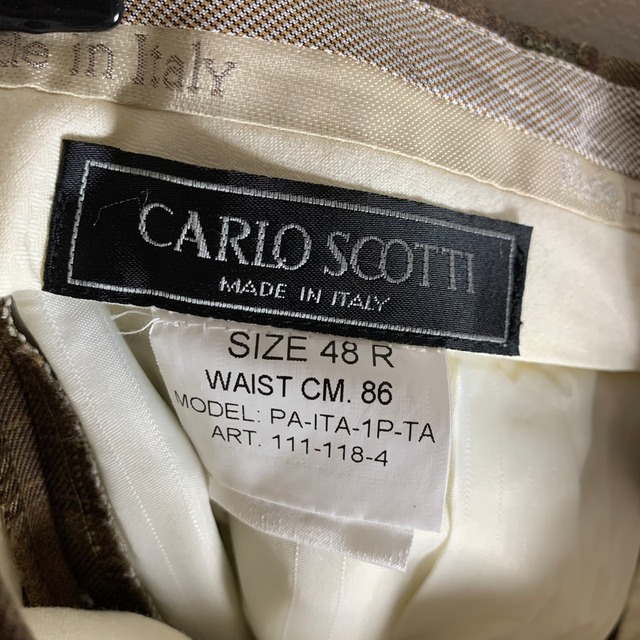 de in Italy
CARLO SCOTTI
MADE IN ITALY
SIZE 48 R
WAIST CM. 86
MODEL: PA-ITA-1P-TA
ART. 111-118-4